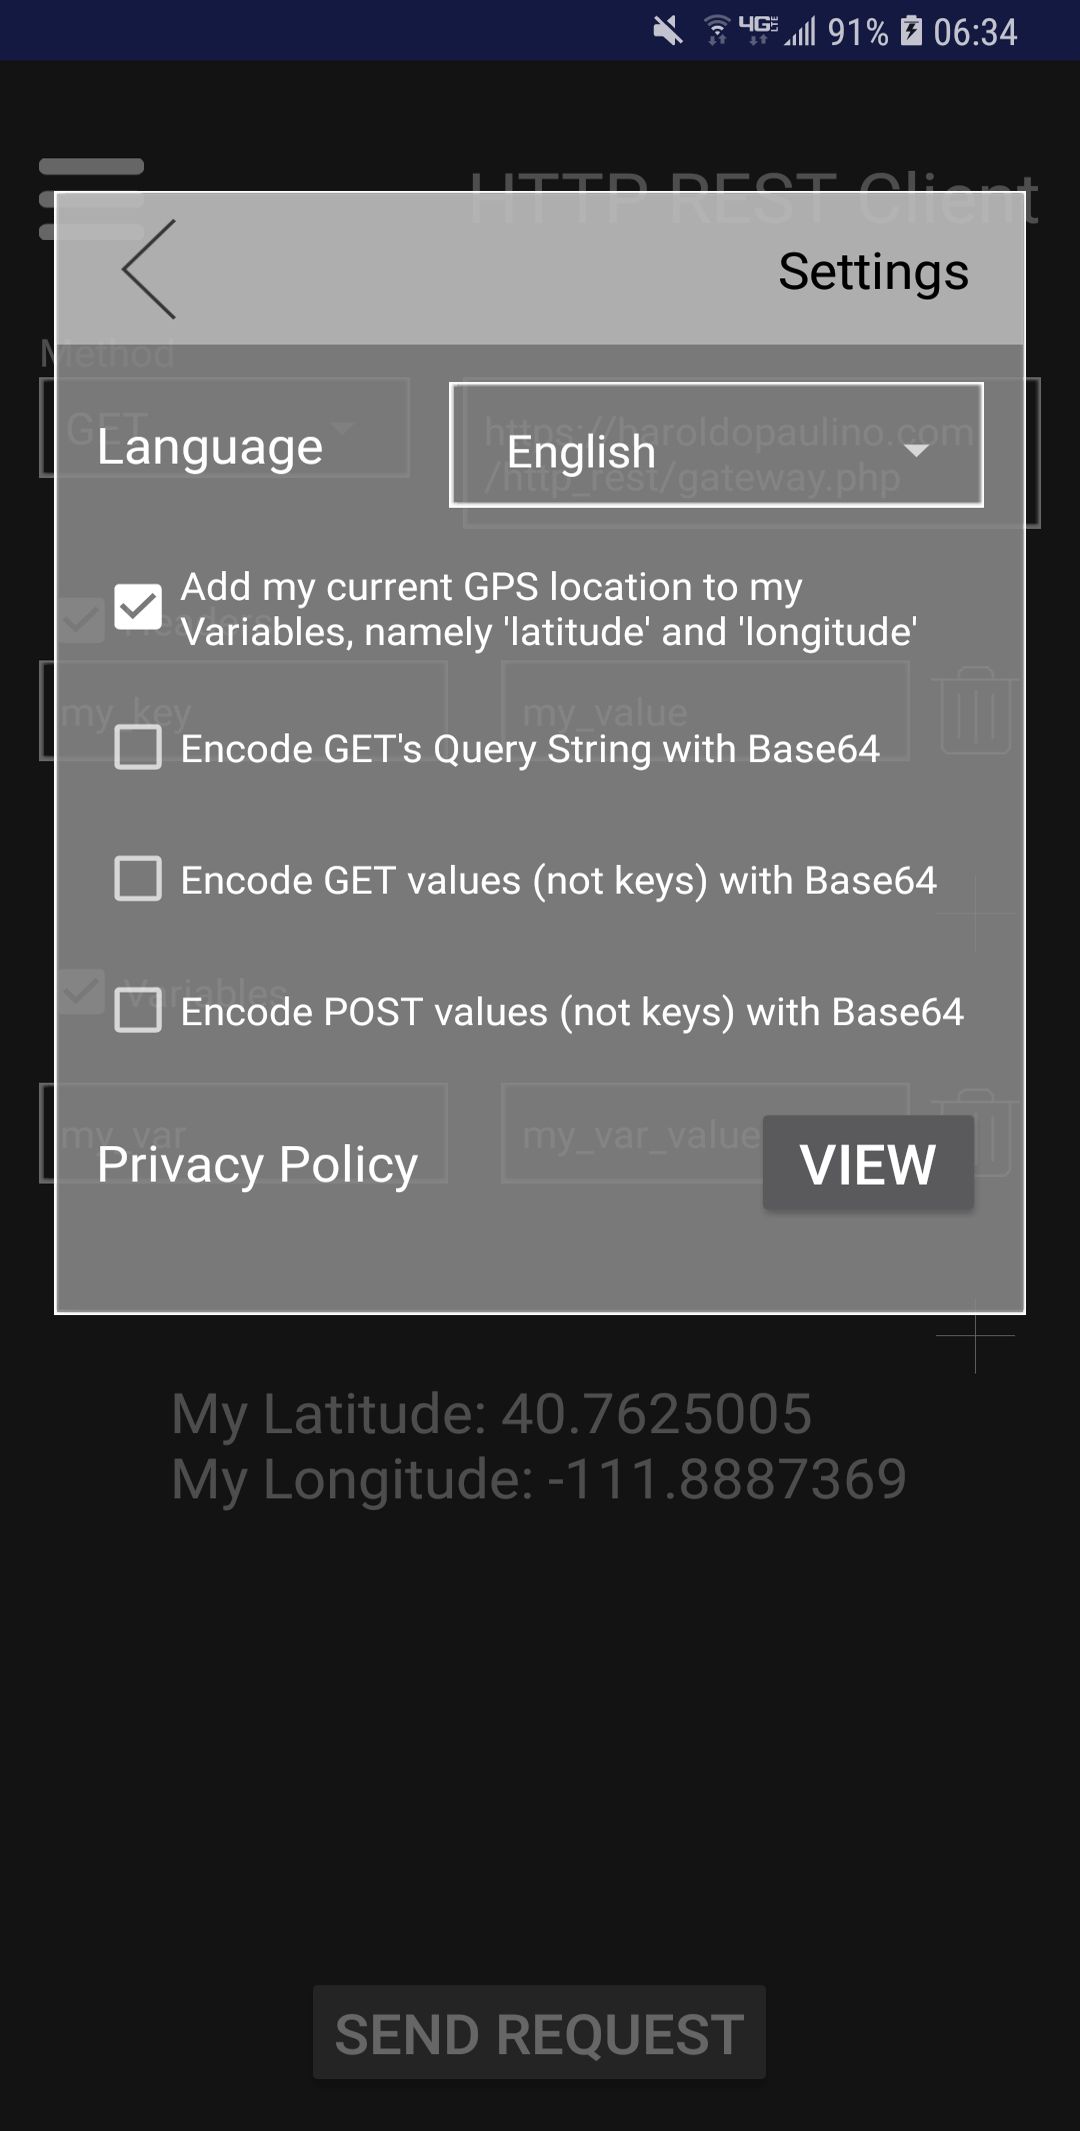 4G LTE 91% 06:34
HTTP REST Client
Settings
Method
GET
https://haroldopaulino.com
/http_rest/gateway.php
Language
English
Headers
Add my current GPS location to my
Variables, namely 'latitude' and 'longitude'
my_key
my_value
Encode GET's Query String with Base64
Encode GET values (not keys) with Base64
Variables
Encode POST values (not keys) with Base64
my_var
my_var_value
Privacy Policy
VIEW
My Latitude: 40.7625005
My Longitude: -111.8887369
SEND REQUEST